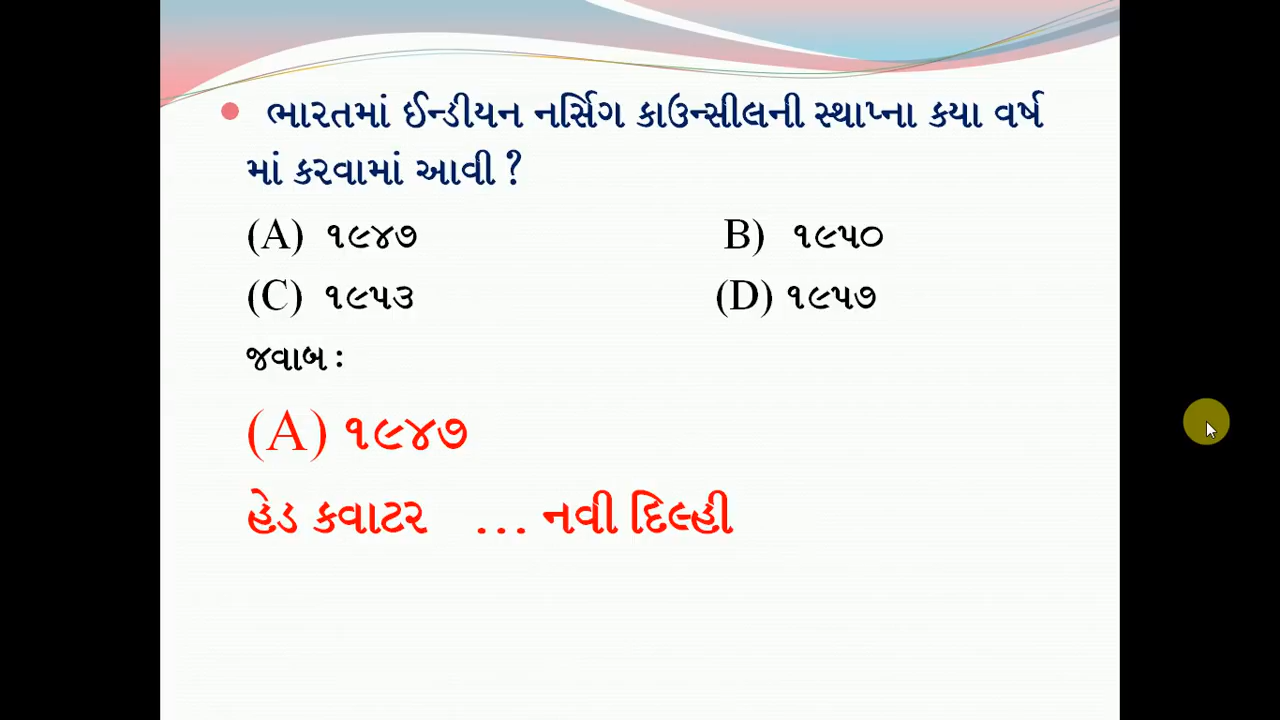 ભારતમાં ઈન્ડીયન નર્સિગ કાઉન્સીલની સ્થાપ્ના કયા વર્ષ
માં કરવામાં આવી ?
(A) ૧૯૪૭ B) ૧૯૫૦
(C) ૧૯૫૩ (D) ૧૯૫૭
જવાબ :
(A) ૧૯૪૭
હેડ કવાટર ... નવી દિલ્હી